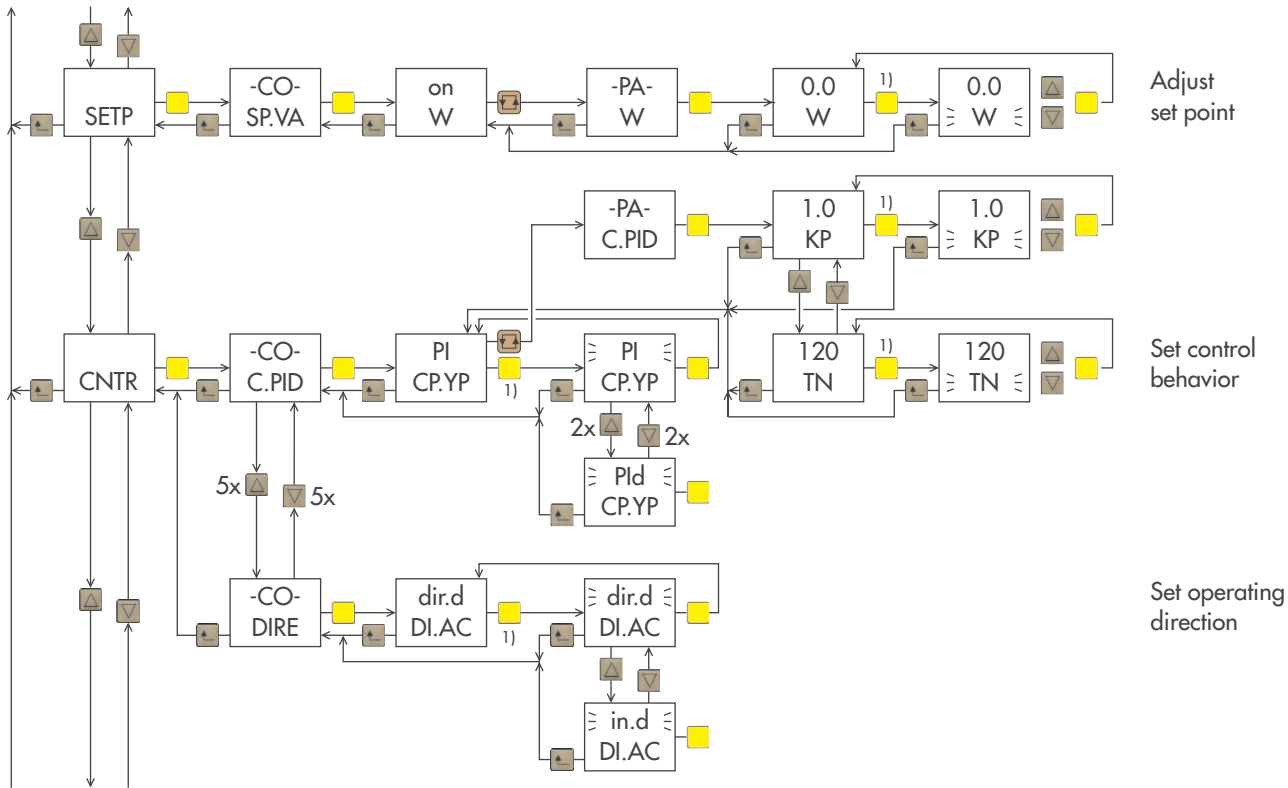 SETP
-CO-
SP.VA
on
W
-PA-
W
0.0
W
1)
0.0
W
Adjust
set point
-PA-
C.PID
1.0
KP
1)
1.0
KP
CNTR
-CO-
C.PID
PI
CP.YP
1)
PI
CP.YP
120
TN
1)
120
TN
Set control
behavior
2x
2x
PId
CP.YP
5x
5x
-CO-
DIRE
dir.d
DI.AC
1)
dir.d
DI.AC
Set operating
direction
in.d
DI.AC